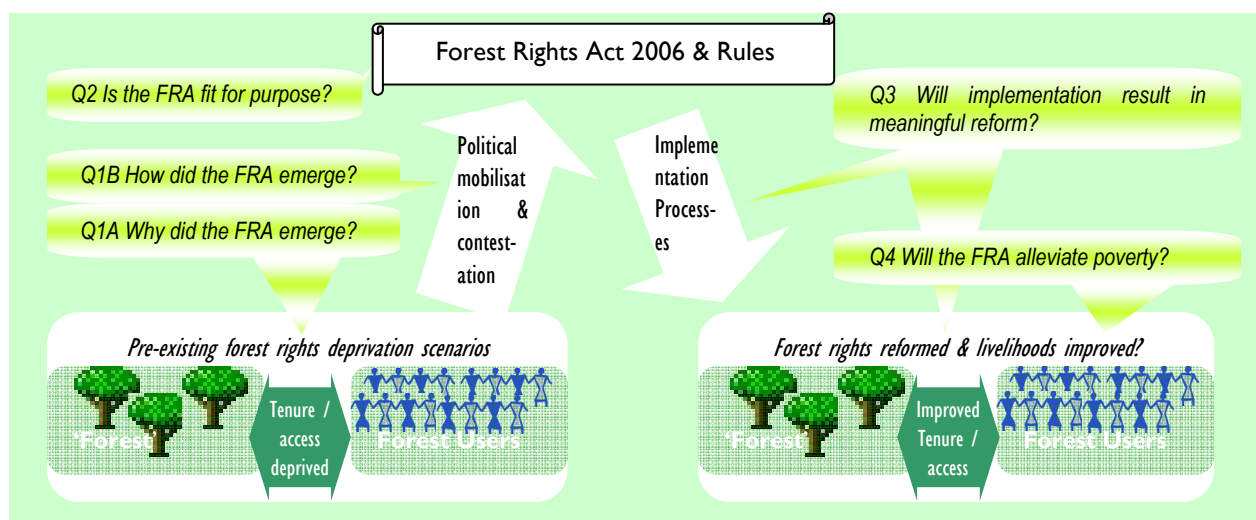 Forest Rights Act 2006 & Rules
Q2 Is the FRA fit for purpose?
Q1B How did the FRA emerge?
Q1A Why did the FRA emerge?
Political
mobilisat
ion &
contest-
ation
Impleme
ntation
Process-
es
Q3 Will implementation result in
meaningful reform?
Q4 Will the FRA alleviate poverty?
Pre-existing forest rights deprivation scenarios
'Forest'
Tenure /
access
deprived
Forest Users
Forest rights reformed & livelihoods improved?
'Forest'
Improved
Tenure /
access
Forest Users